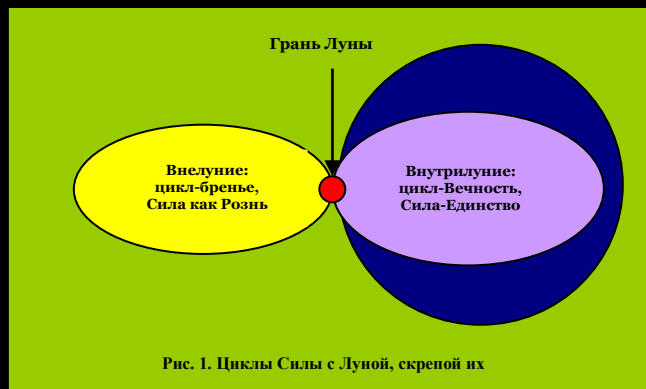 Грань Луны
Внелуние:
цикл-бренье,
Сила как Рознь
Внутрилуние:
цикл-Вечность,
Сила-Единство
Рис. 1. Циклы Силы с Луной, скрепой их